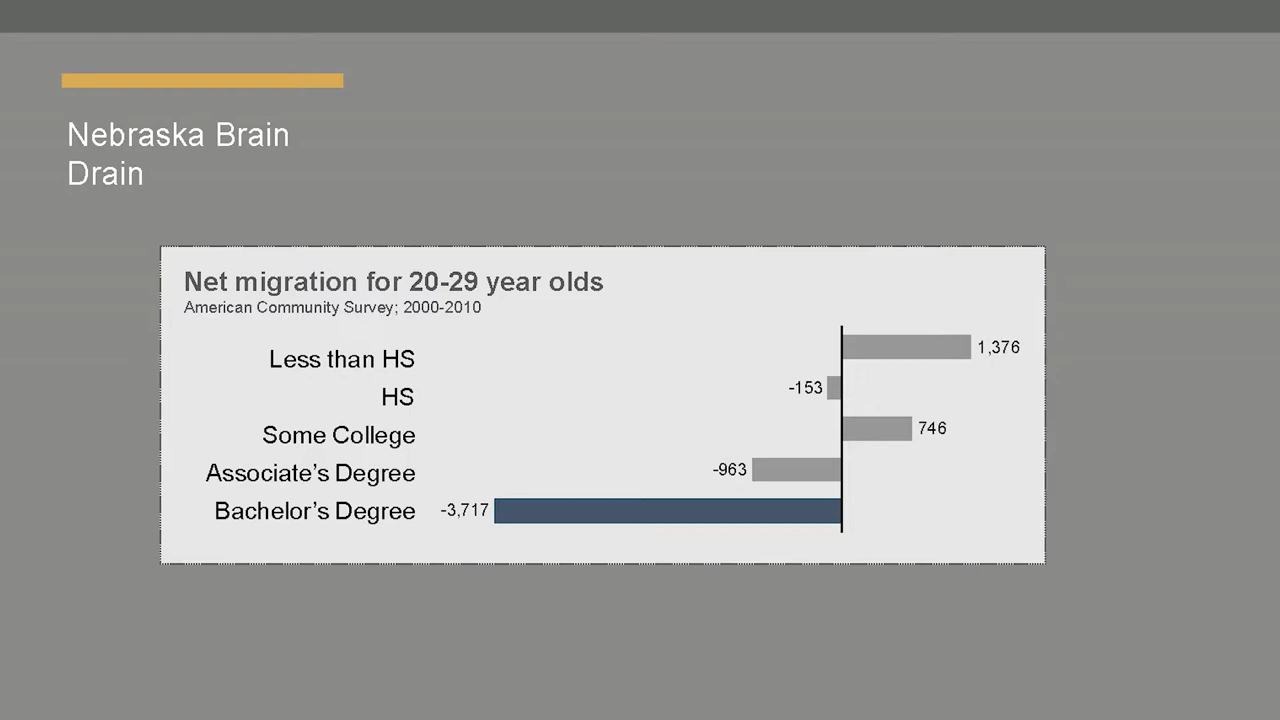 Nebraska Brain
Drain
Net migration for 20-29 year olds
American Community Survey; 2000-2010
Less than HS 1,376
HS -153
Some College 746
Associate’s Degree -963
Bachelor’s Degree -3,717